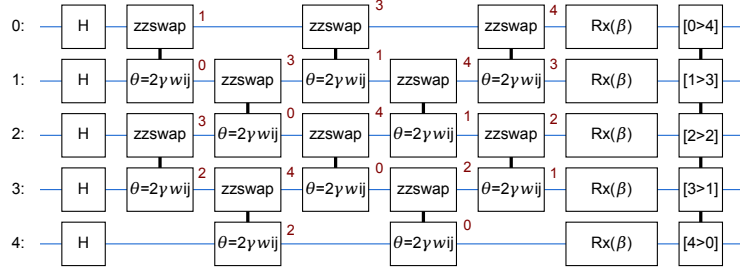 1 3 4
0: H zzswap zzswap zzswap Rx(β) [0>4]
0 3 1 4 3
1: H θ=2γwij zzswap θ=2γwij zzswap θ=2γwij Rx(β) [1>3]
3 0 4 1 2
2: H zzswap θ=2γwij zzswap θ=2γwij zzswap Rx(β) [2>2]
2 4 0 2 1
3: H θ=2γwij zzswap θ=2γwij zzswap θ=2γwij Rx(β) [3>1]
2 0
4: H θ=2γwij θ=2γwij Rx(β) [4>0]